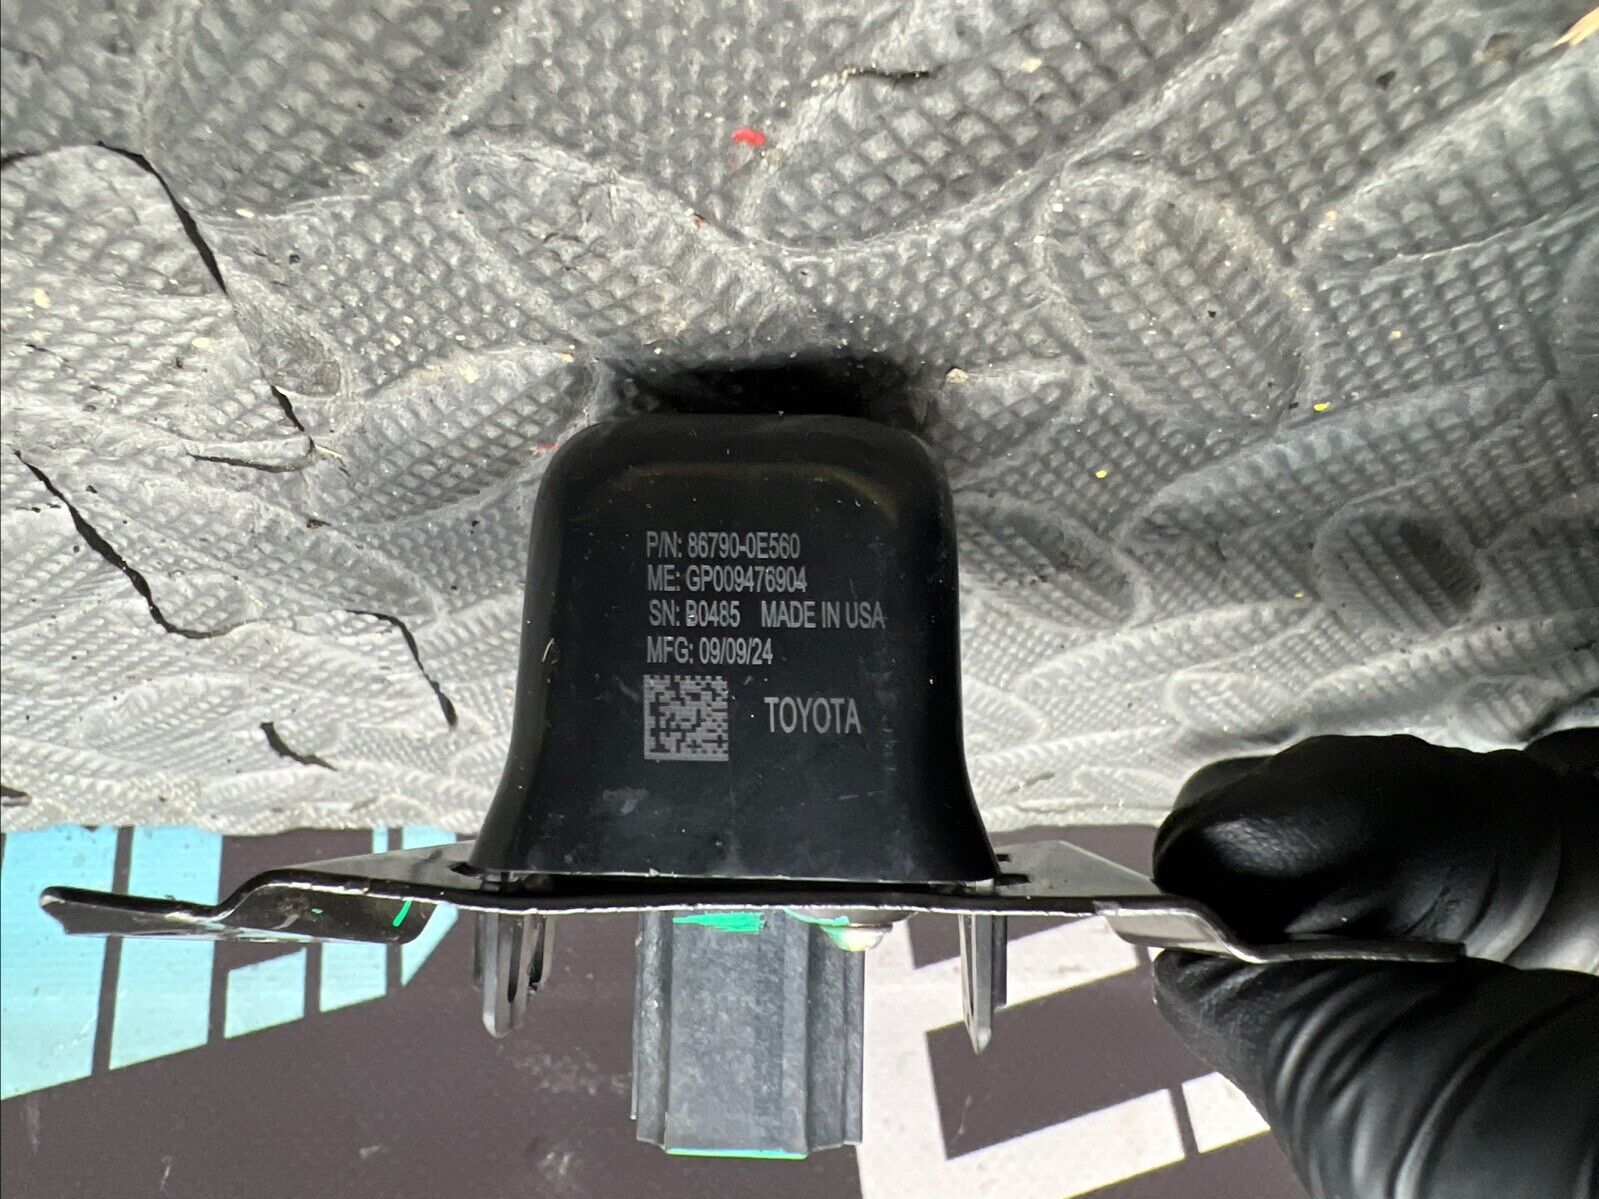 P/N: 86790-0E560
ME: GP009476904
SN: B0485 MADE IN USA
MFG: 09/09/24
TOYOTA